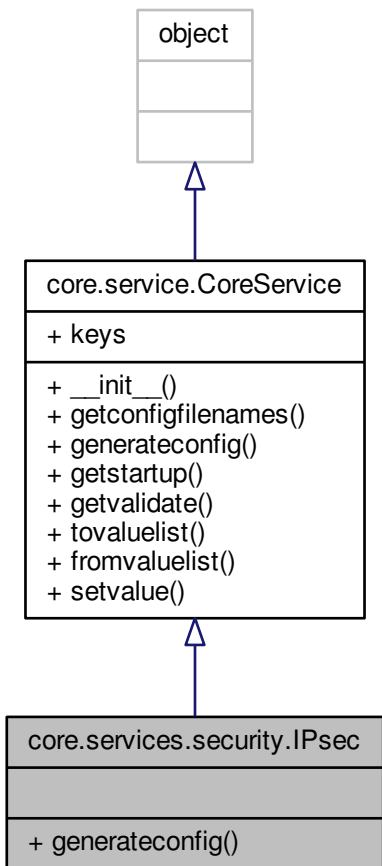 object
core.service.CoreService
+ keys
+ __init__()
+ getconfigfilenames()
+ generateconfig()
+ getstartup()
+ getvalidate()
+ tovaluelist()
+ fromvaluelist()
+ setvalue()
core.services.security.IPsec
+ generateconfig()